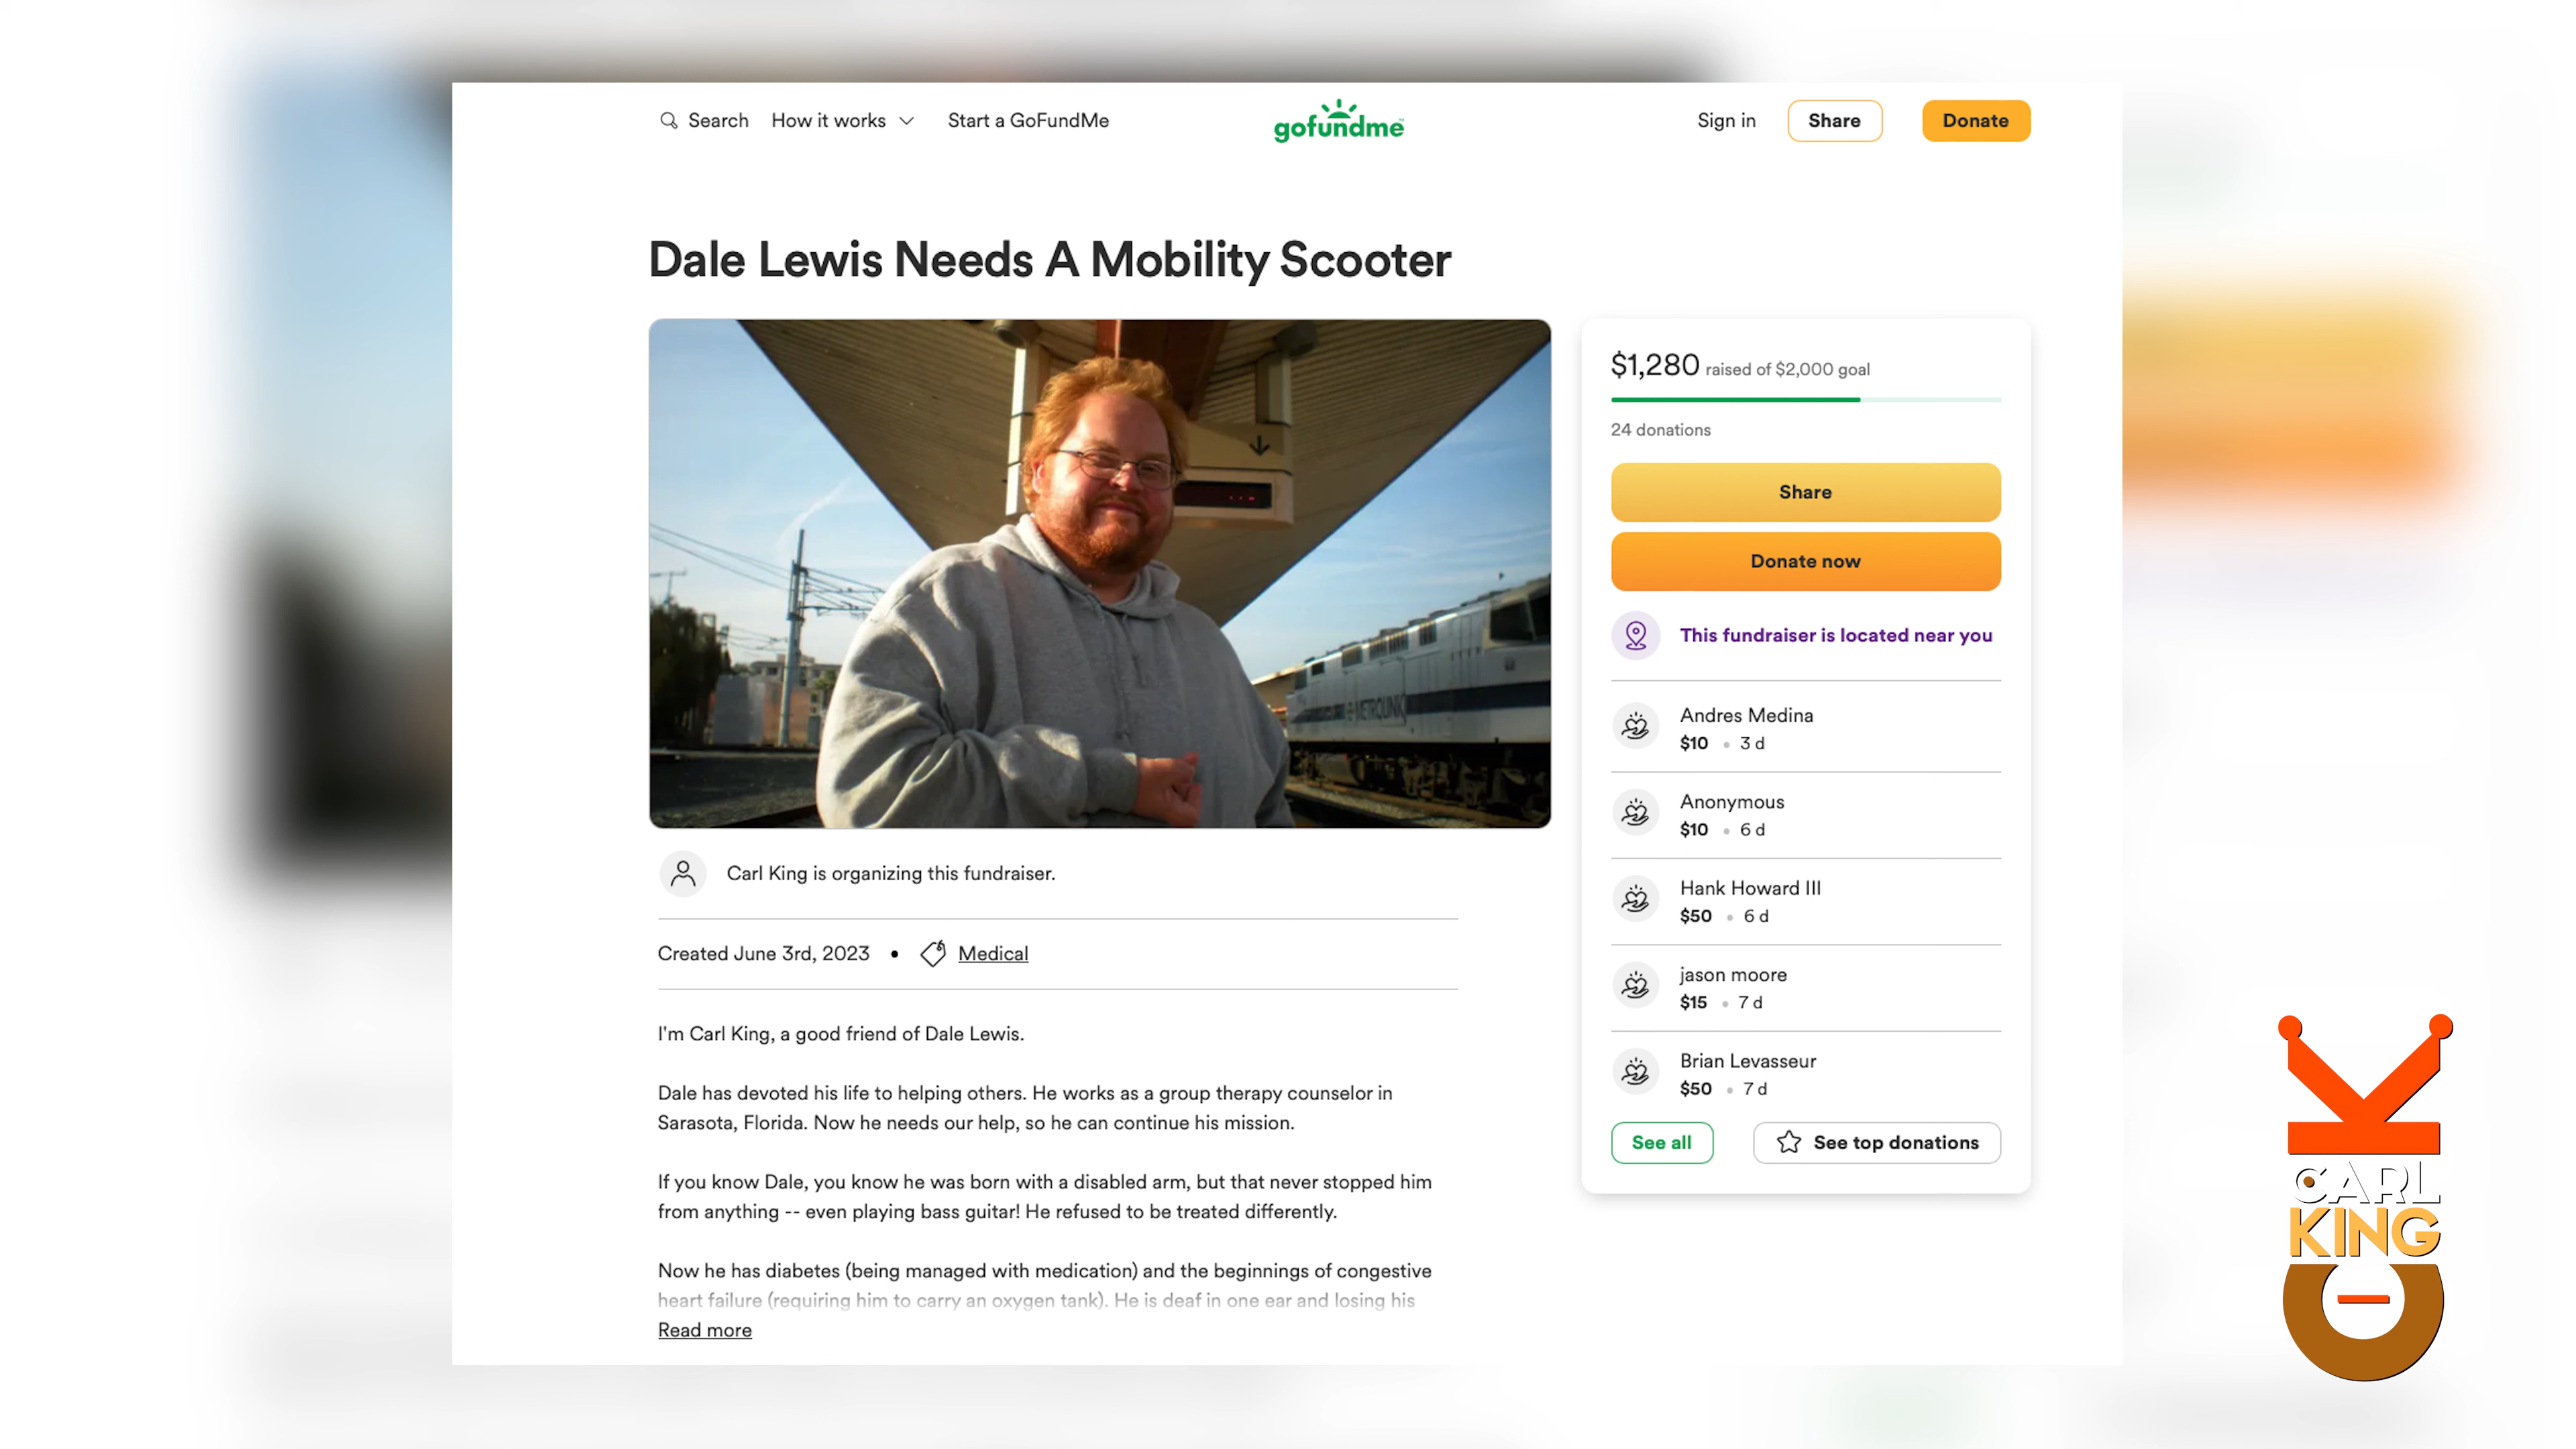 Search How it works Start a GoFundMe gofundme Sign in Share Donate
Dale Lewis Needs A Mobility Scooter
METROLINK
Carl King is organizing this fundraiser.
Created June 3rd, 2023 • Medical
I'm Carl King, a good friend of Dale Lewis.
Dale has devoted his life to helping others. He works as a group therapy counselor in
Sarasota, Florida. Now he needs our help, so he can continue his mission.
If you know Dale, you know he was born with a disabled arm, but that never stopped him
from anything -- even playing bass guitar! He refused to be treated differently.
Now he has diabetes (being managed with medication) and the beginnings of congestive
heart failure (requiring him to carry an oxygen tank). He is deaf in one ear and losing his
Read more
$1,280 raised of $2,000 goal
24 donations
Share
Donate now
This fundraiser is located near you
Andres Medina
$10 • 3 d
Anonymous
$10 • 6 d
Hank Howard III
$50 • 6 d
jason moore
$15 • 7 d
Brian Levasseur
$50 • 7 d
See all See top donations
K
CARL
KING